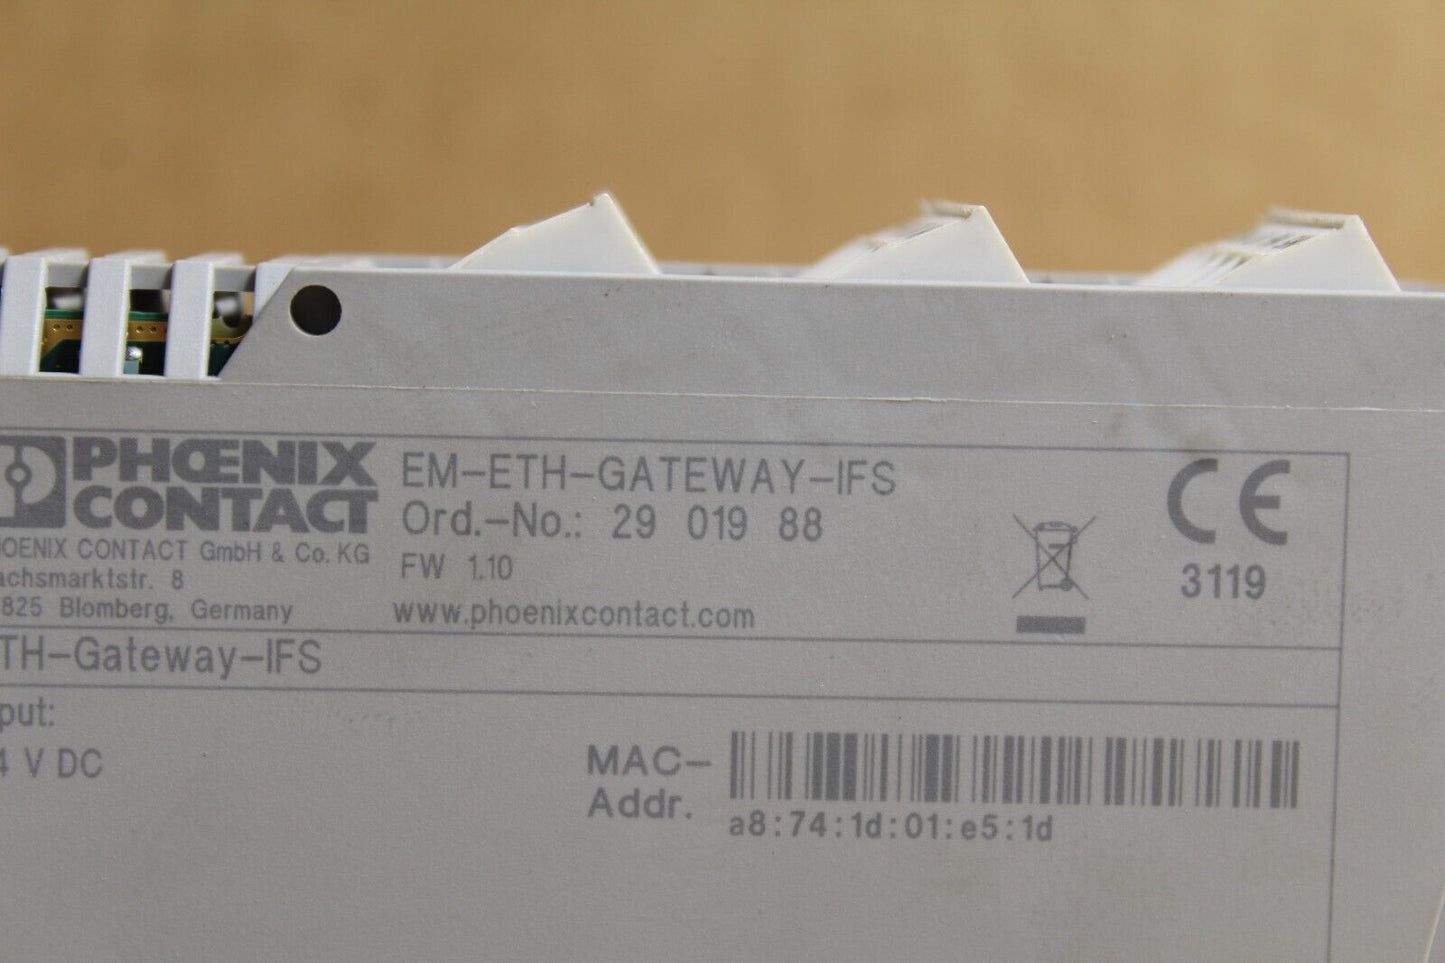 PHŒNIX
CONTACT
EM-ETH-GATEWAY-IFS
Ord.-No.: 29 019 88
FW 1.10
www.phoenixcontact.com
HOENIX CONTACT GmbH & Co. KG
achsmarktstr. 8
825 Blomberg, Germany
CE
3119
TH-Gateway-IFS
put:
4 V DC
MAC-
Addr.
a8:74:1d:01:e5:1d